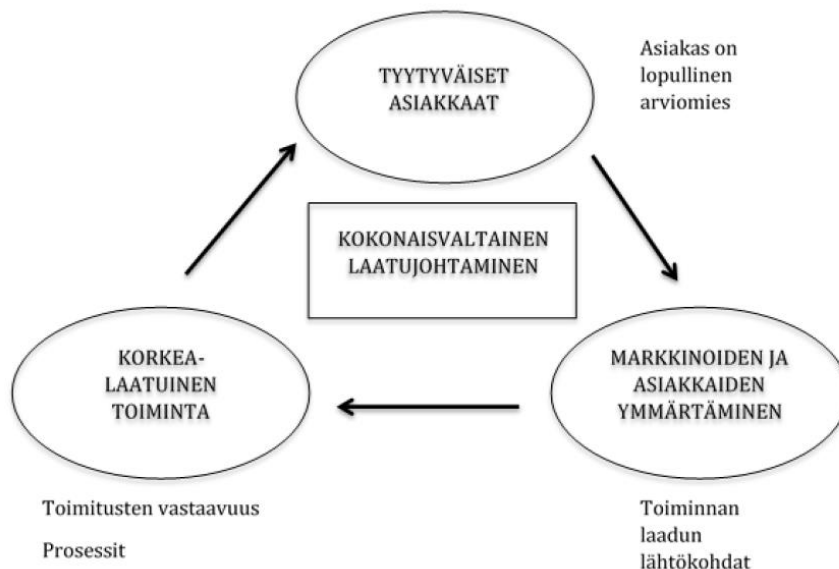 TYYTYVÄISET
ASIAKKAAT
Asiakas on
lopullinen
arviomies
KOKONAISVALTAINEN
LAATUJOHTAMINEN
KORKEA-
LAATUINEN
TOIMINTA
MARKKINOIDEN JA
ASIAKKAIDEN
YMMÄRTÄMINEN
Toimitusten vastaavuus
Prosessit
Toiminnan
laadun
lähtökohdat